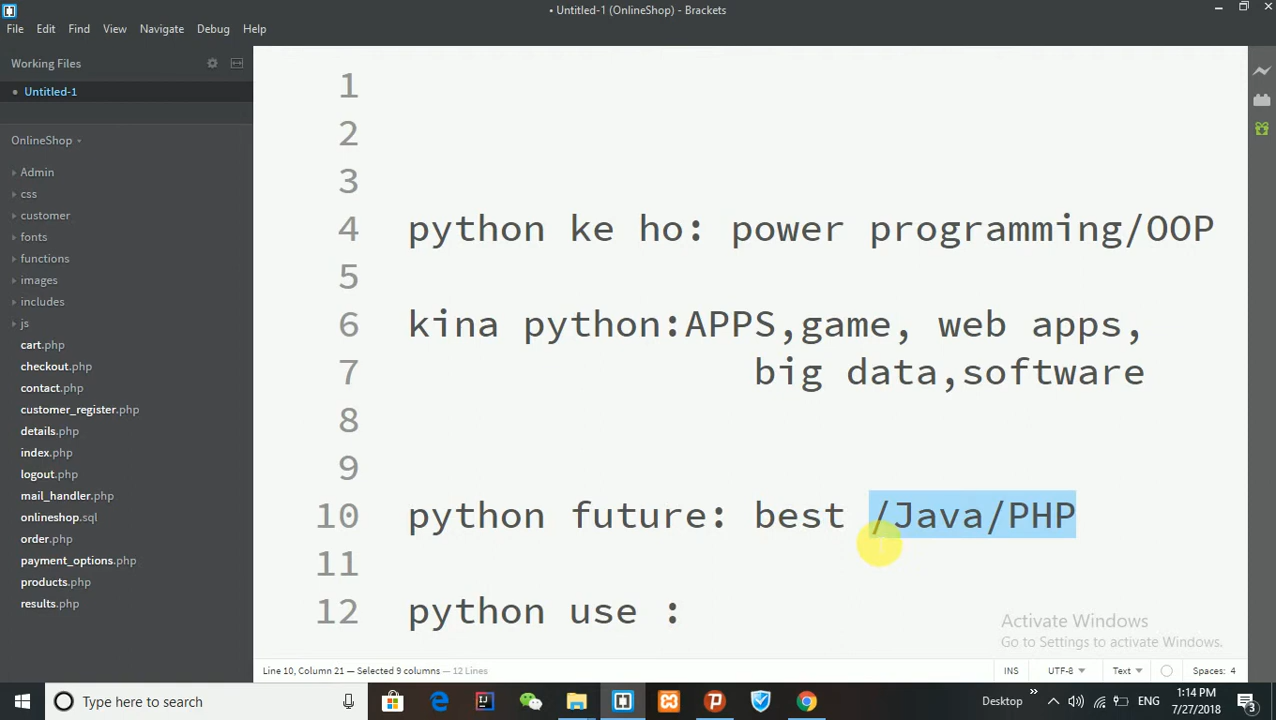 • Untitled-1 (OnlineShop) - Brackets
File Edit Find View Navigate Debug Help
Working Files
• Untitled-1
OnlineShop
Admin
css
customer
fonts
functions
images
includes
js
cart.php
checkout.php
contact.php
customer_register.php
details.php
index.php
logout.php
mail_handler.php
onlineshop.sql
order.php
payment_options.php
products.php
results.php
1
2
3
4 python ke ho: power programming/OOP
5
6 kina python:APPS,game, web apps,
7 big data,software
8
9
10 python future: best /Java/PHP
11
12 python use :
Activate Windows
Go to Settings to activate Windows.
Line 10, Column 21 — Selected 9 columns — 12 Lines
INS UTF-8 Text Spaces: 4
Type here to search
Desktop
ENG
1:14 PM
7/27/2018
3